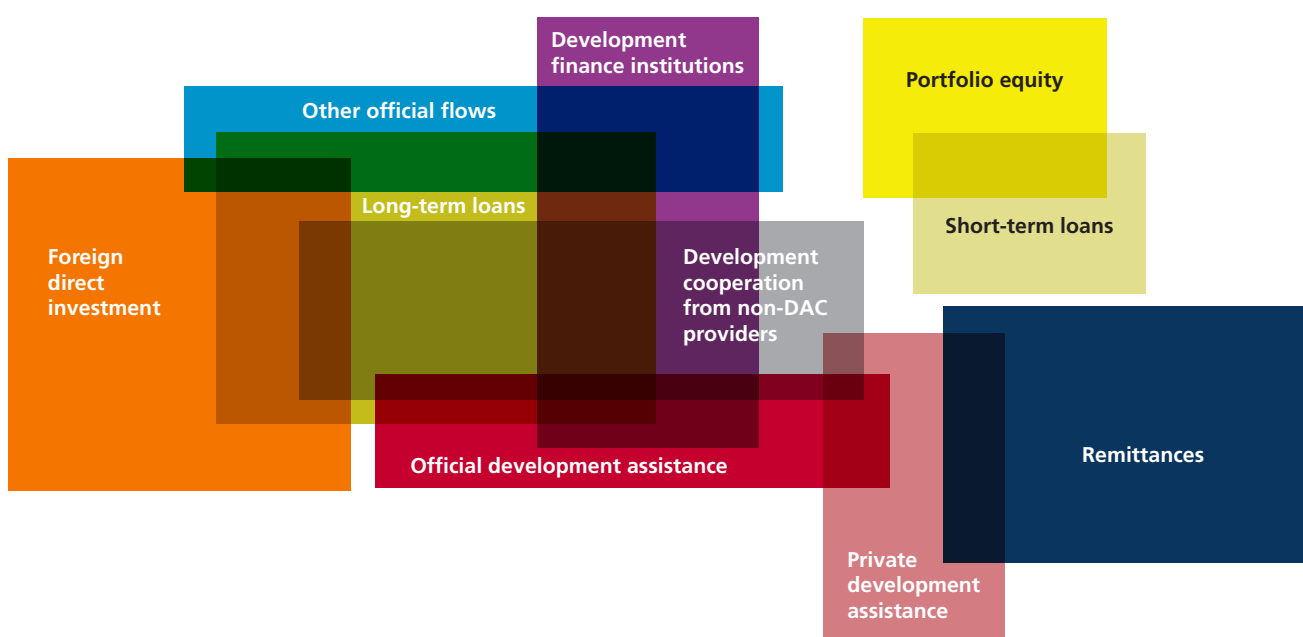 Development
finance institutions
Portfolio equity
Other official flows
Long-term loans
Short-term loans
Foreign
direct
investment
Development
cooperation
from non-DAC
providers
Official development assistance
Remittances
Private
development
assistance